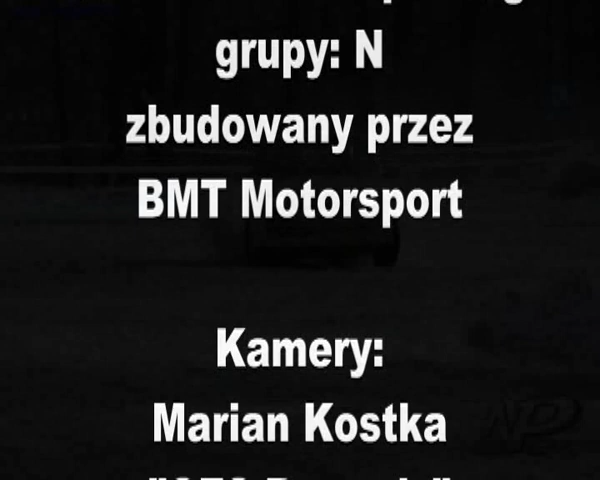 grupy: N
zbudowany przez
BMT Motorsport
Kamery:
Marian Kostka